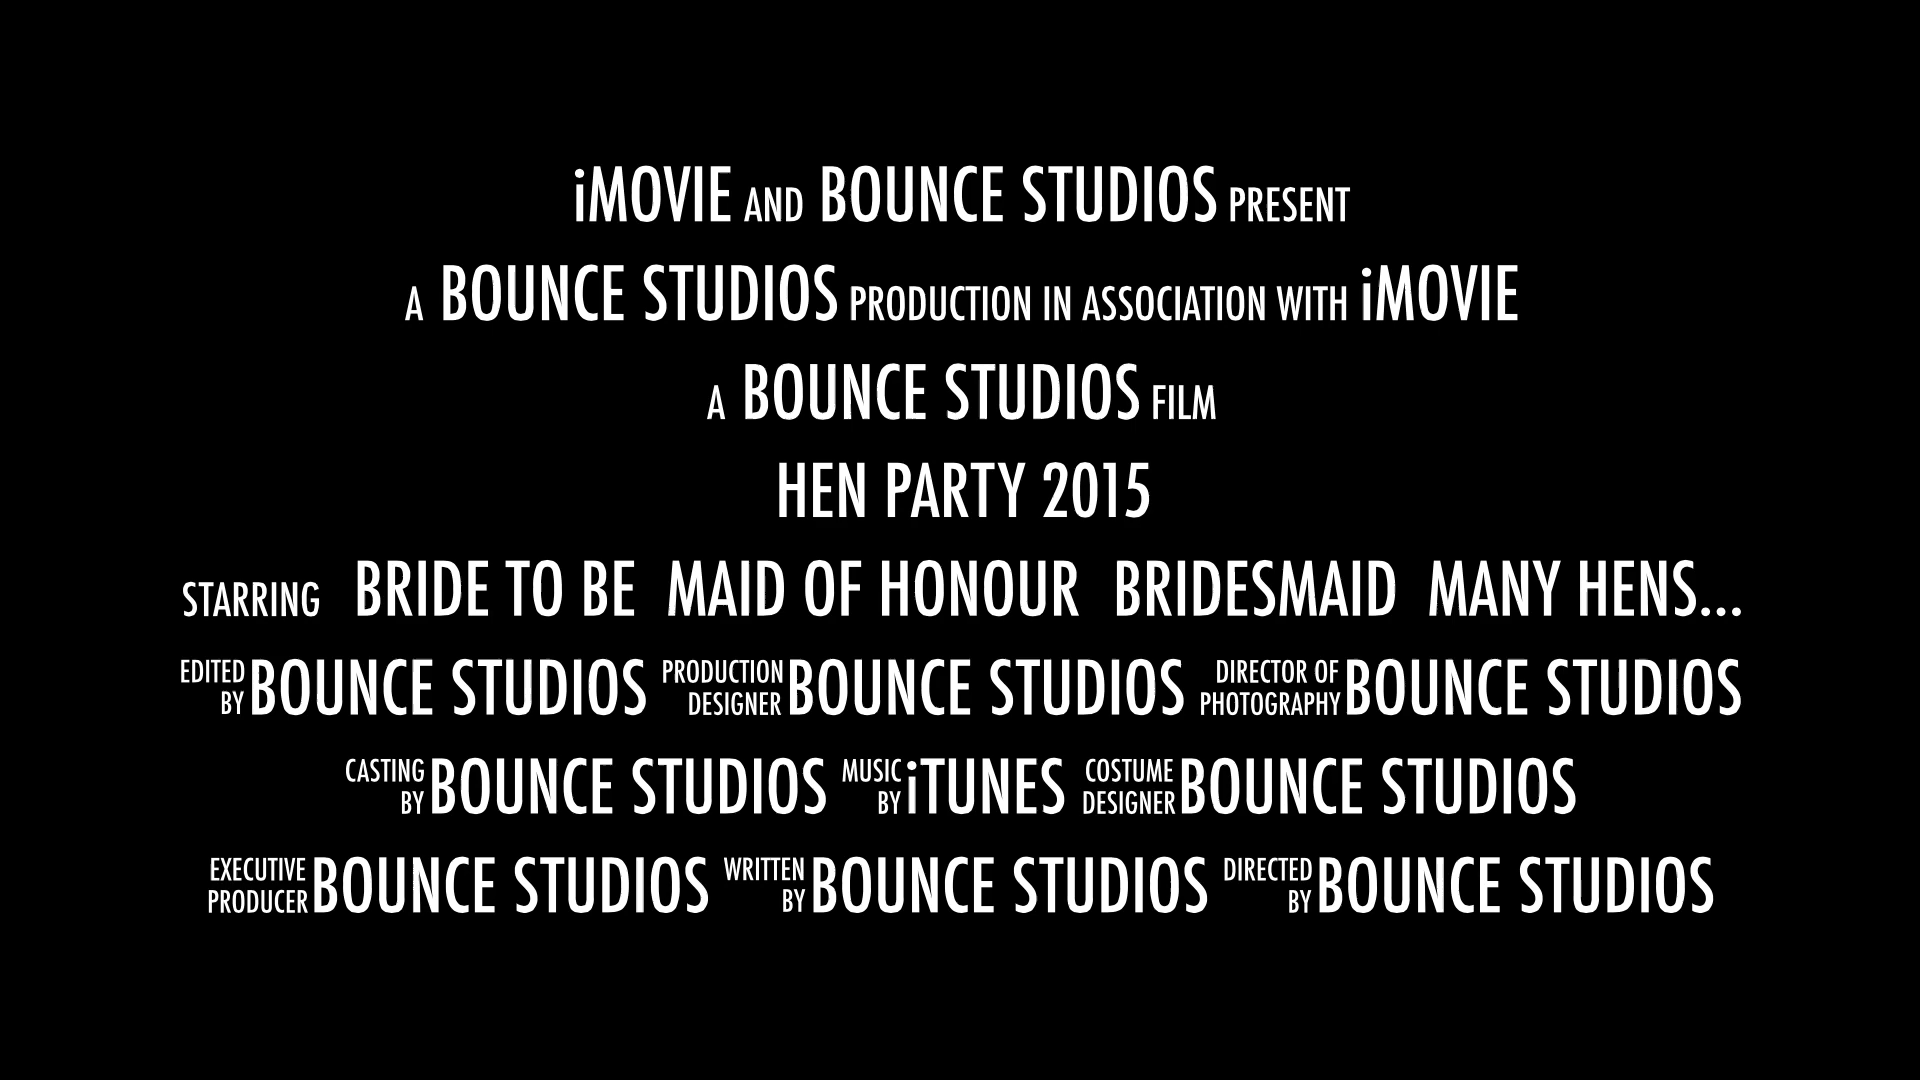 iMOVIE AND BOUNCE STUDIOS PRESENT
A BOUNCE STUDIOS PRODUCTION IN ASSOCIATION WITH iMOVIE
A BOUNCE STUDIOS FILM
HEN PARTY 2015
STARRING BRIDE TO BE MAID OF HONOUR BRIDESMAID MANY HENS...
EDITED BY BOUNCE STUDIOS PRODUCTION DESIGNER BOUNCE STUDIOS DIRECTOR OF PHOTOGRAPHY BOUNCE STUDIOS
CASTING BY BOUNCE STUDIOS MUSIC BY iTUNES COSTUME DESIGNER BOUNCE STUDIOS
EXECUTIVE PRODUCER BOUNCE STUDIOS WRITTEN BY BOUNCE STUDIOS DIRECTED BY BOUNCE STUDIOS